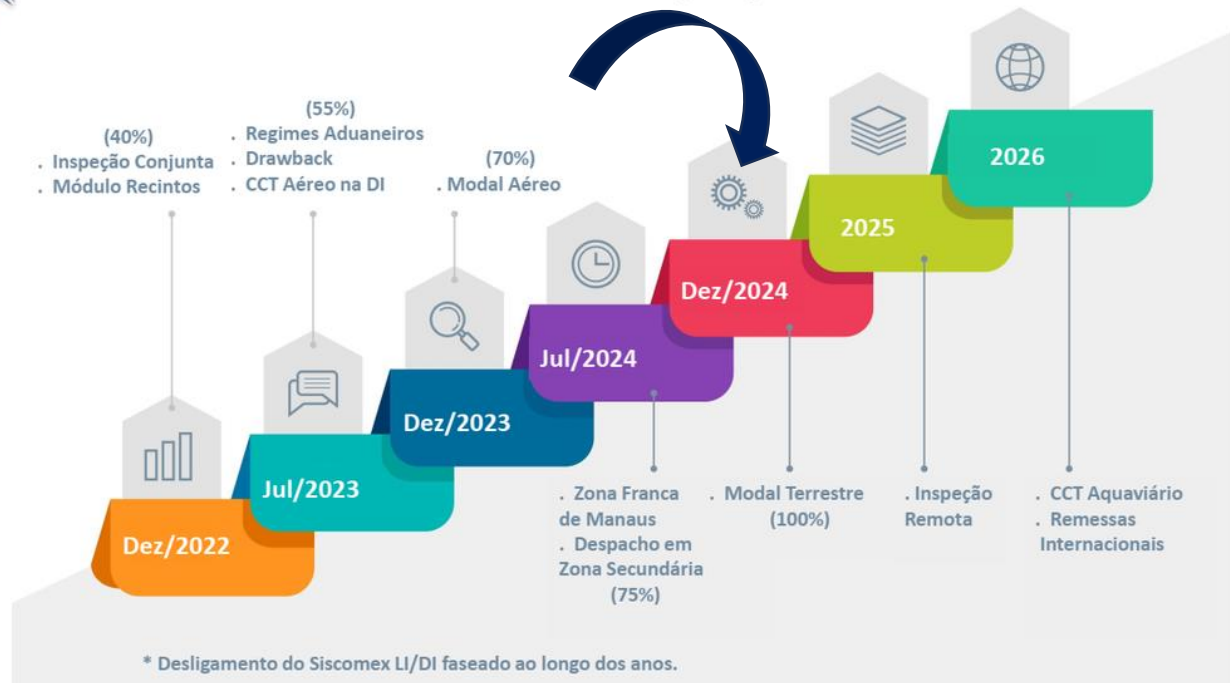 (40%)
. Inspeção Conjunta
. Módulo Recintos
(55%)
. Regimes Aduaneiros
. Drawback
. CCT Aéreo na DI
(70%)
. Modal Aéreo
Dez/2022
Jul/2023
Dez/2023
Jul/2024
Dez/2024
2025
2026
. Zona Franca
de Manaus
. Despacho em
Zona Secundária
(75%)
. Modal Terrestre
(100%)
. Inspeção
Remota
. CCT Aquaviário
. Remessas
Internacionais
* Desligamento do Siscomex LI/DI faseado ao longo dos anos.